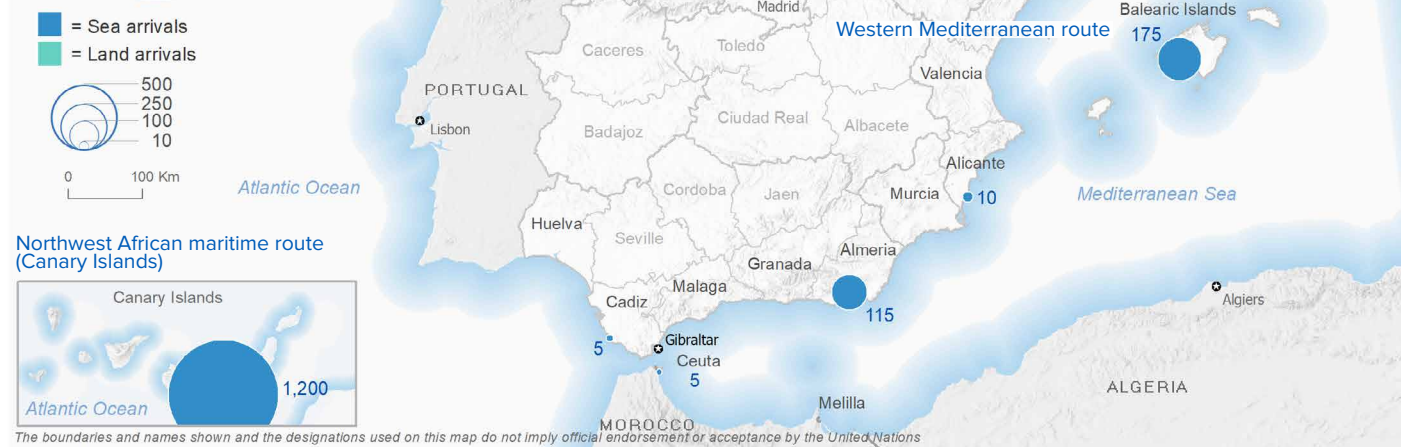 = Sea arrivals
= Land arrivals
500
250
100
10
0 100 Km
Madrid
Western Mediterranean route
Balearic Islands
175
Caceres
Toledo
Valencia
PORTUGAL
Lisbon
Badajoz
Ciudad Real
Albacete
Alicante
10
Atlantic Ocean
Cordoba
Jaen
Murcia
Mediterranean Sea
Huelva
Seville
Almeria
Granada
Northwest African maritime route
(Canary Islands)
Malaga
Cadiz
115
Algiers
Canary Islands
5
Gibraltar
Ceuta
5
1,200
Atlantic Ocean
Melilla
ALGERIA
MOROCCO
The boundaries and names shown and the designations used on this map do not imply official endorsement or acceptance by the United Nations